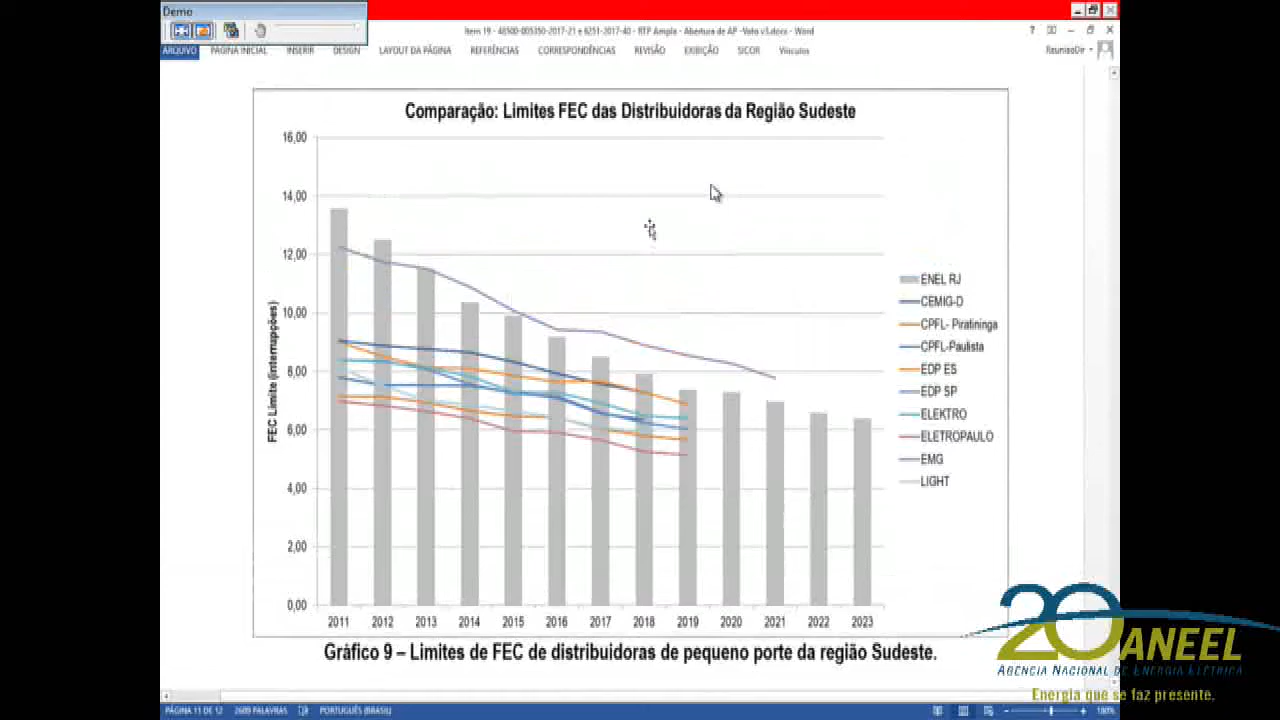 Demo
Item 19 - 48500-005350-2017-21 e 6251-2017-40 - RTP Ampla - Abertura de AP -Voto v3.docx - Word
ARQUIVO PÁGINA INICIAL INSERIR DESIGN LAYOUT DA PÁGINA REFERÊNCIAS CORRESPONDÊNCIAS REVISÃO EXIBIÇÃO SICOR Vínculos
ReuniaoDir
Comparação: Limites FEC das Distribuidoras da Região Sudeste
FEC Limite (interrupções)
16,00
14,00
12,00
10,00
8,00
6,00
4,00
2,00
0,00
2011 2012 2013 2014 2015 2016 2017 2018 2019 2020 2021 2022 2023
ENEL RJ
CEMIG-D
CPFL- Piratininga
CPFL-Paulista
EDP ES
EDP SP
ELEKTRO
ELETROPAULO
EMG
LIGHT
Gráfico 9 – Limites de FEC de distribuidoras de pequeno porte da região Sudeste.
20 ANEEL
AGÊNCIA NACIONAL DE ENERGIA ELÉTRICA
Energia que se faz presente.
PÁGINA 11 DE 12 2609 PALAVRAS PORTUGUÊS (BRASIL) 100%